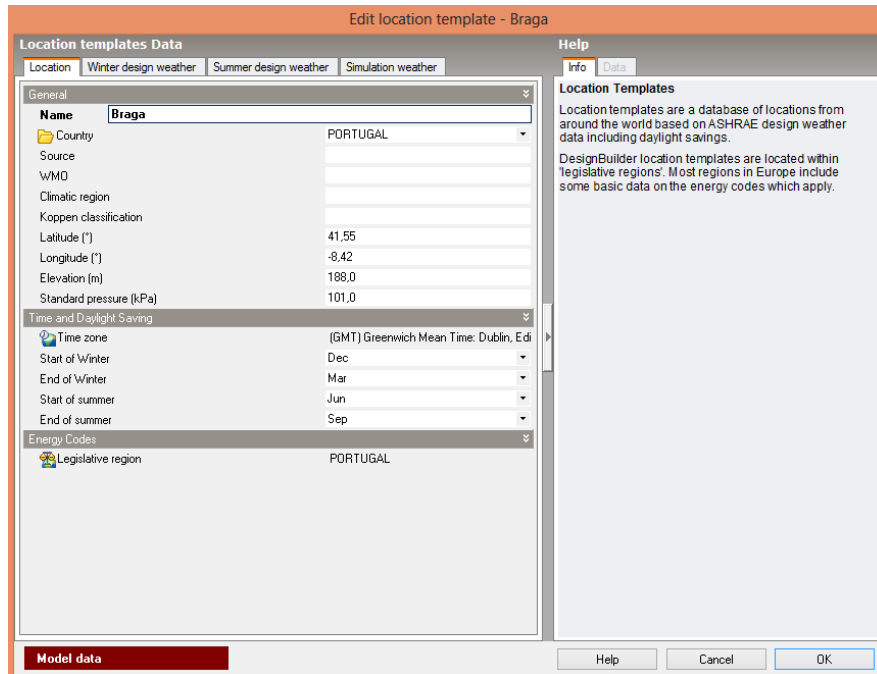 Edit location template - Braga
Location templates Data
Location Winter design weather Summer design weather Simulation weather
General
Name Braga
Country PORTUGAL
Source
WMO
Climatic region
Koppen classification
Latitude (°) 41,55
Longitude (°) -8,42
Elevation (m) 188,0
Standard pressure (kPa) 101,0
Time and Daylight Saving
Time zone (GMT) Greenwich Mean Time: Dublin, Edi
Start of Winter Dec
End of Winter Mar
Start of summer Jun
End of summer Sep
Energy Codes
Legislative region PORTUGAL
Model data
Help
Info Data
Location Templates
Location templates are a database of locations from
around the world based on ASHRAE design weather
data including daylight savings.
DesignBuilder location templates are located within
'legislative regions'. Most regions in Europe include
some basic data on the energy codes which apply.
Help Cancel OK